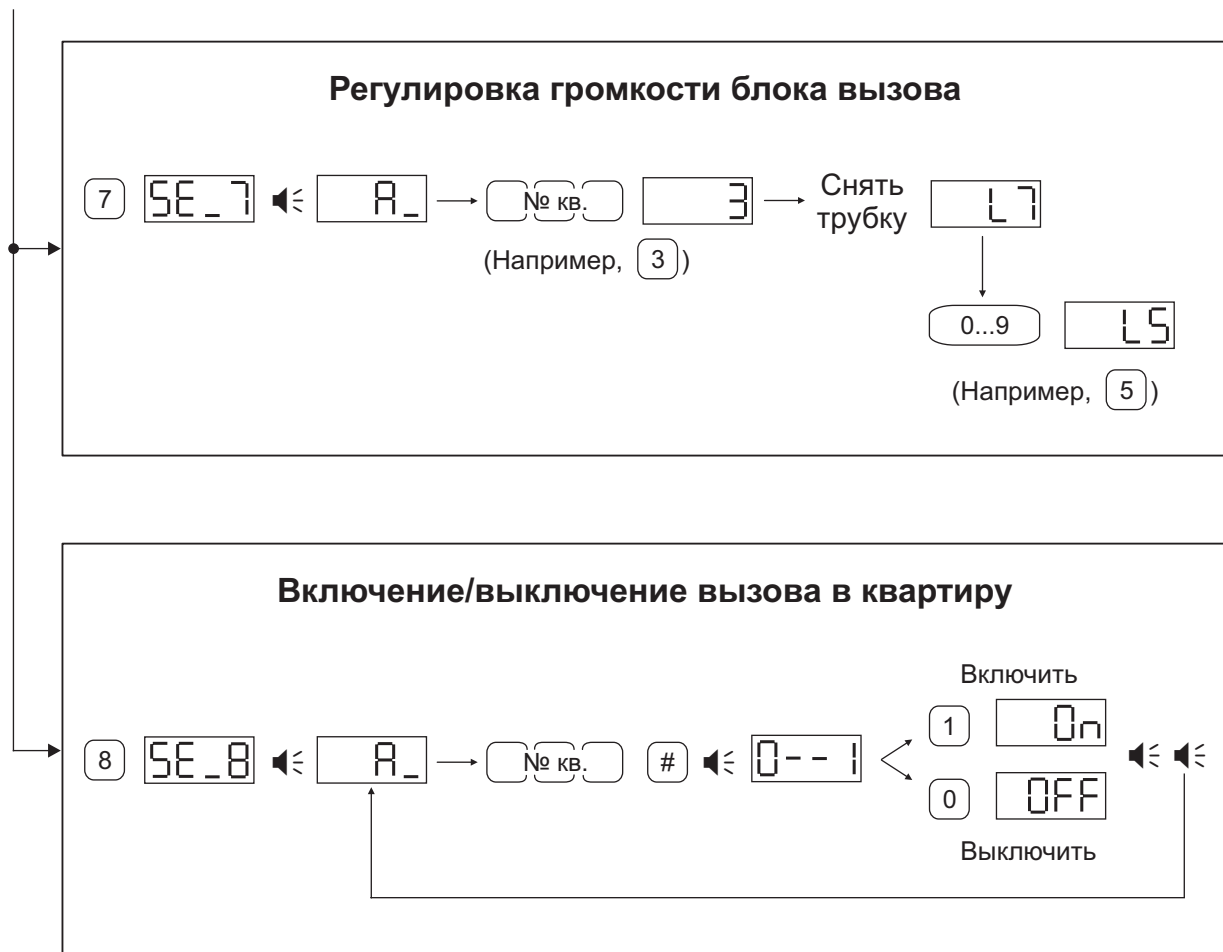 Регулировка громкости блока вызова
7 SE_7 A_ № кв. 3 Снять трубку L7
(Например, 3)
0...9 L5
(Например, 5)
Включение/выключение вызова в квартиру
Включить
8 SE_8 A_ № кв. # 0--1 1 On
0 OFF
Выключить